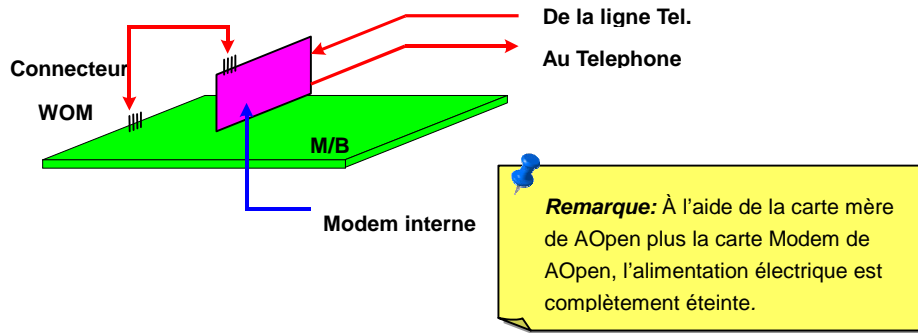 De la ligne Tel.
Au Telephone
Connecteur
WOM
M/B
Modem interne
Remarque: À l’aide de la carte mère
de AOpen plus la carte Modem de
AOpen, l’alimentation électrique est
complètement éteinte.